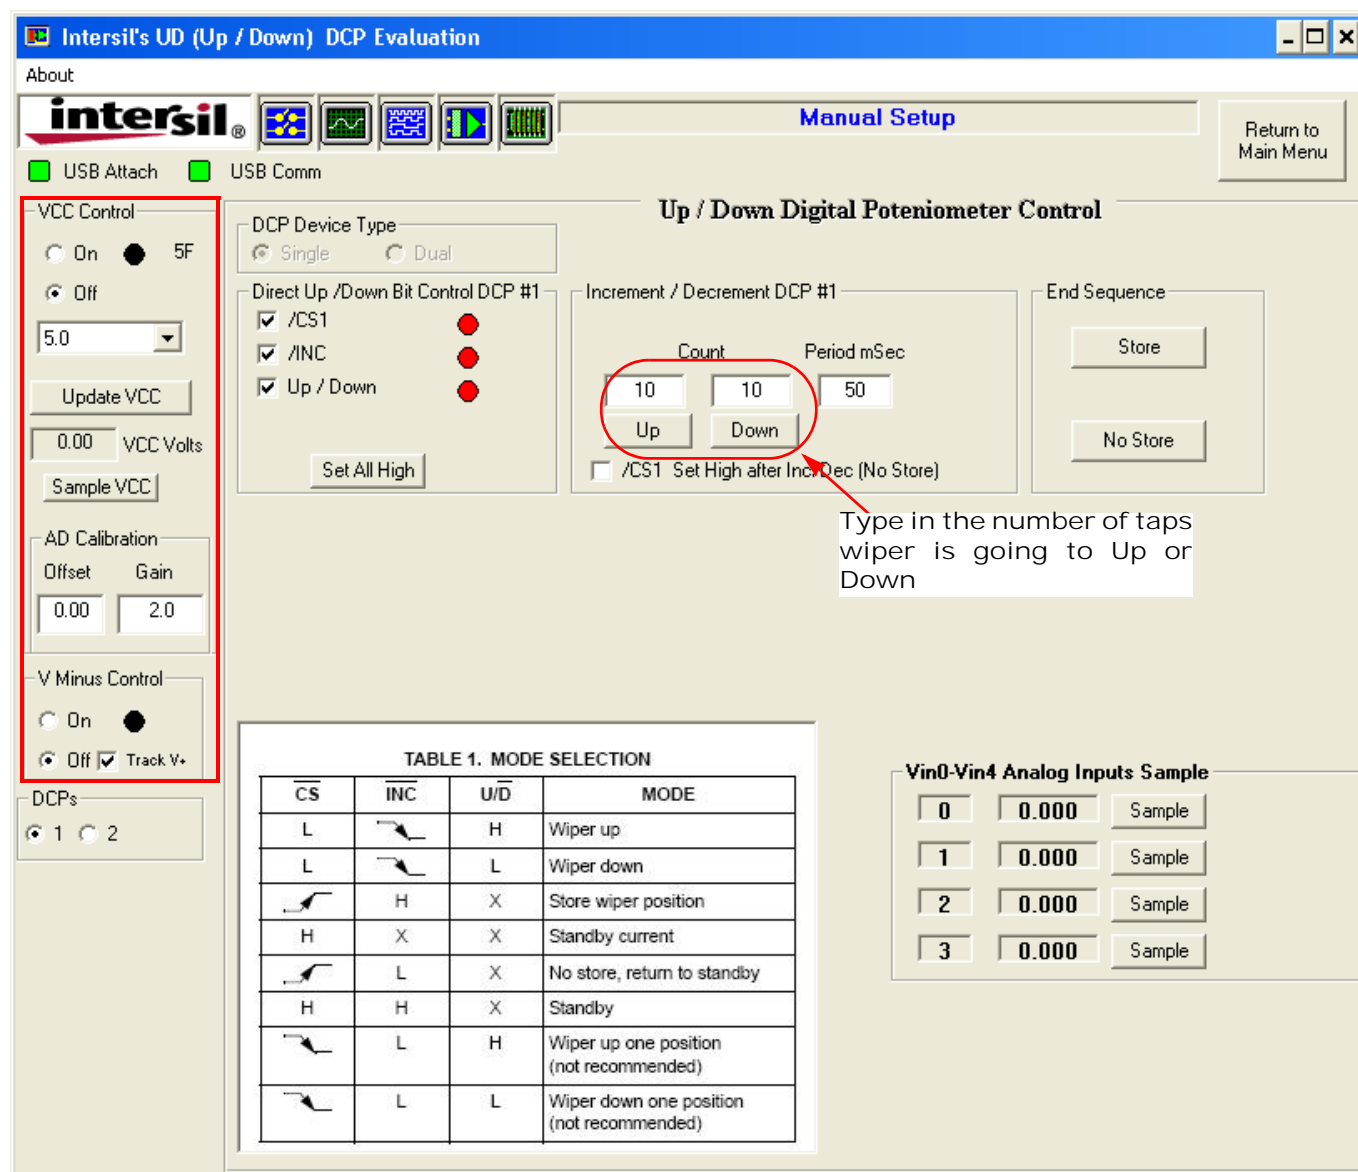 Intersil's UD (Up / Down) DCP Evaluation
About
intersil®
Manual Setup
Return to
Main Menu
USB Attach
USB Comm
VCC Control
On
5F
Off
5.0
Update VCC
0.00
VCC Volts
Sample VCC
AD Calibration
Offset Gain
0.00 2.0
V Minus Control
On
Off Track V+
DCPs
1 2
Up / Down Digital Poteniometer Control
DCP Device Type
Single Dual
Direct Up /Down Bit Control DCP #1
/CS1
/INC
Up / Down
Set All High
Increment / Decrement DCP #1
Count Period mSec
10 10 50
Up Down
/CS1 Set High after Inc/Dec (No Store)
End Sequence
Store
No Store
Type in the number of taps
wiper is going to Up or
Down
TABLE 1. MODE SELECTION
CS INC U/D MODE
L H Wiper up
L L Wiper down
H X Store wiper position
H X X Standby current
L X No store, return to standby
H H X Standby
L H Wiper up one position
(not recommended)
L L Wiper down one position
(not recommended)
Vin0-Vin4 Analog Inputs Sample
0 0.000 Sample
1 0.000 Sample
2 0.000 Sample
3 0.000 Sample